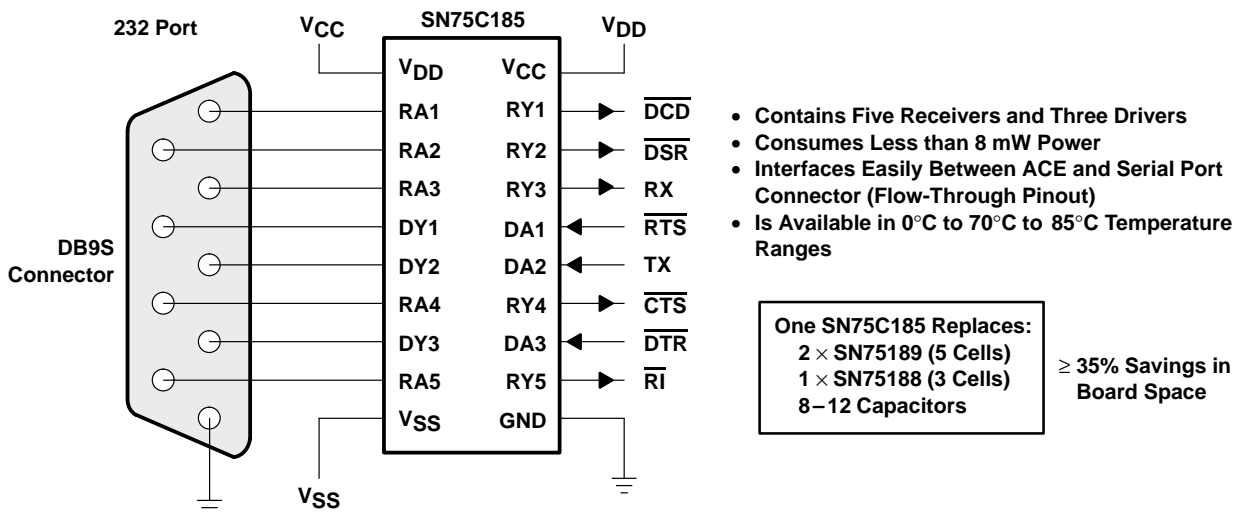 232 Port
VCC
SN75C185
VDD
VDD
VCC
RA1
RY1
DCD
RA2
RY2
DSR
RA3
RY3
RX
DY1
DA1
RTS
DY2
DA2
TX
RA4
RY4
CTS
DY3
DA3
DTR
RA5
RY5
RI
VSS
GND
VSS
DB9S
Connector
• Contains Five Receivers and Three Drivers
• Consumes Less than 8 mW Power
• Interfaces Easily Between ACE and Serial Port
Connector (Flow-Through Pinout)
• Is Available in 0°C to 70°C to 85°C Temperature
Ranges
One SN75C185 Replaces:
2 × SN75189 (5 Cells)
1 × SN75188 (3 Cells)
8–12 Capacitors
≥ 35% Savings in
Board Space